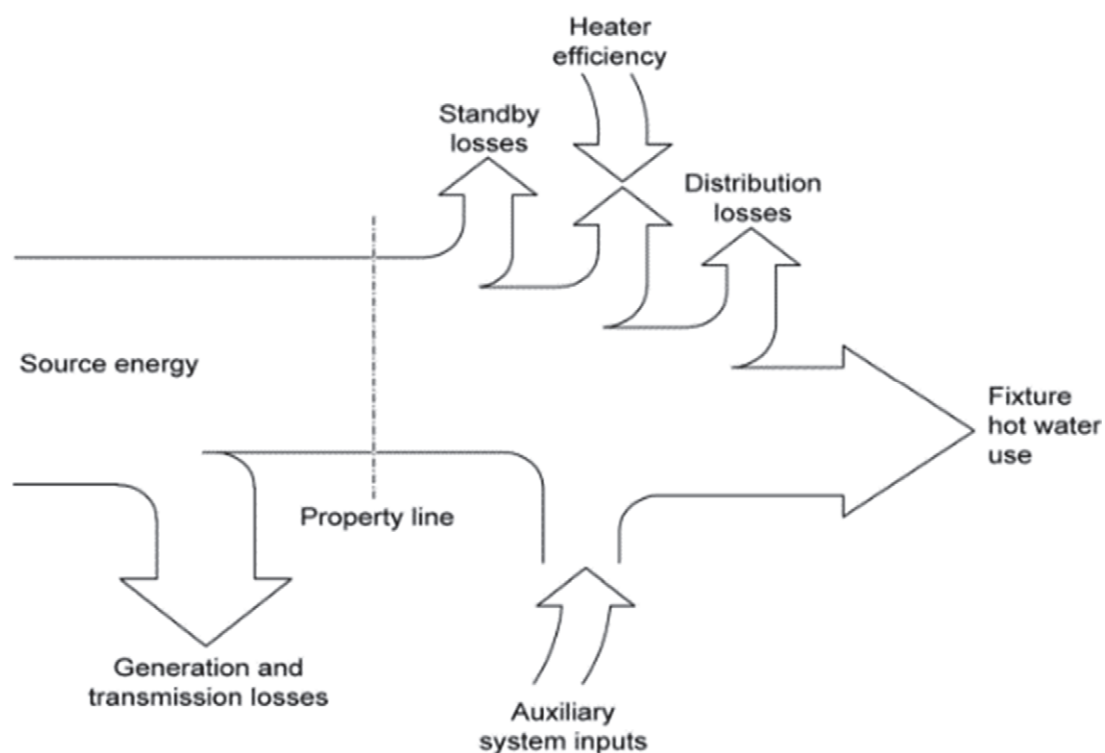 Heater
efficiency
Standby
losses
Distribution
losses
Source energy
Fixture
hot water
use
Property line
Generation and
transmission losses
Auxiliary
system inputs